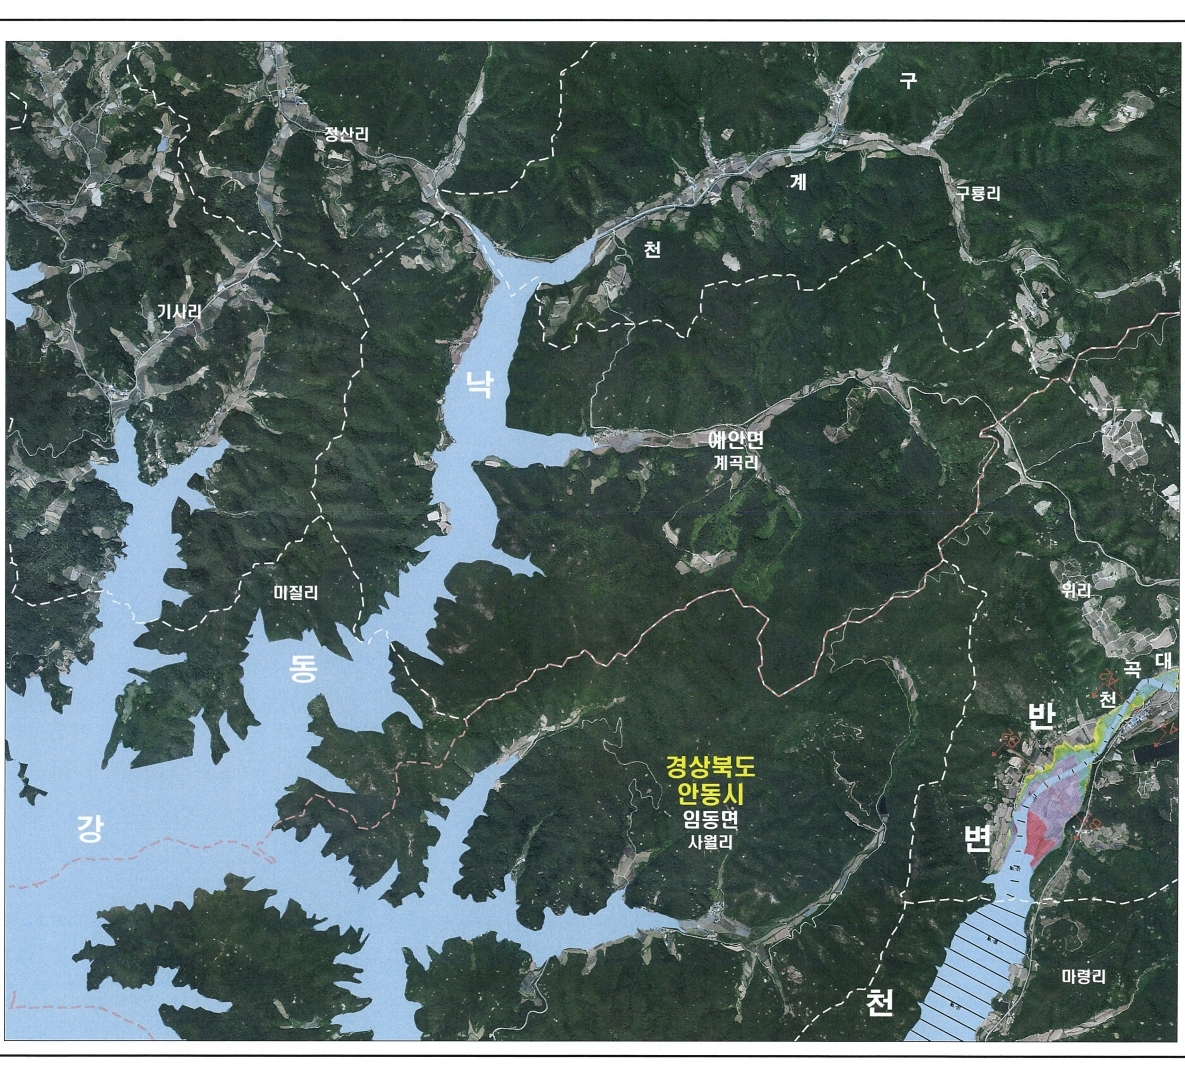 구
정산리
계
구룡리
천
기사리
낙
예안면
계곡리
미질리
위리
동
대
곡
천
반
경상북도
안동시
임동면
사월리
강
변
마령리
천